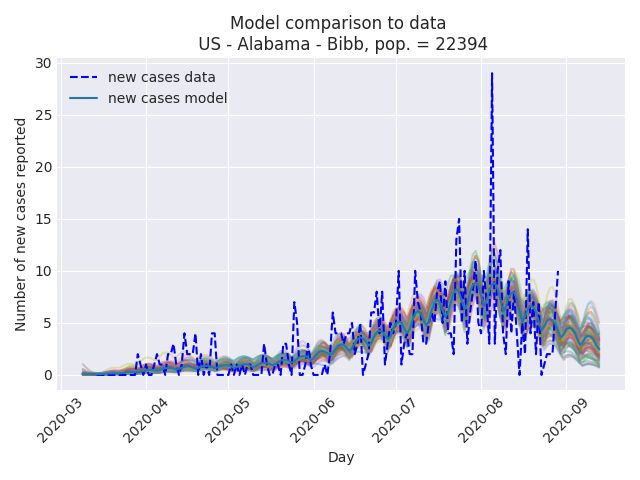 Model comparison to data
US - Alabama - Bibb, pop. = 22394
new cases data
new cases model
Number of new cases reported
30
25
20
15
10
5
0
2020-03
2020-04
2020-05
2020-06
2020-07
2020-08
2020-09
Day